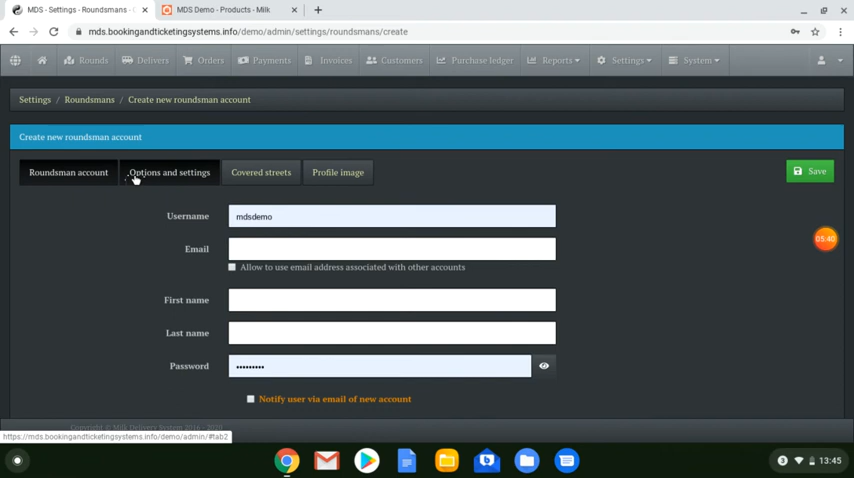 MDS - Settings - Roundsmans -
MDS Demo - Products - Milk
mds.bookingandticketingsystems.info/demo/admin/settings/roundsmans/create
Rounds Delivers Orders Payments Invoices Customers Purchase ledger Reports Settings System
Settings / Roundsmans / Create new roundsman account
Create new roundsman account
Roundsman account Options and settings Covered streets Profile image Save
Username mdsdemo
05:40
Email
Allow to use email address associated with other accounts
First name
Last name
Password •••••••••
Notify user via email of new account
Copyright © Milk Delivery System 2016 - 2020
https://mds.bookingandticketingsystems.info/demo/admin/#tab2
3 13:45